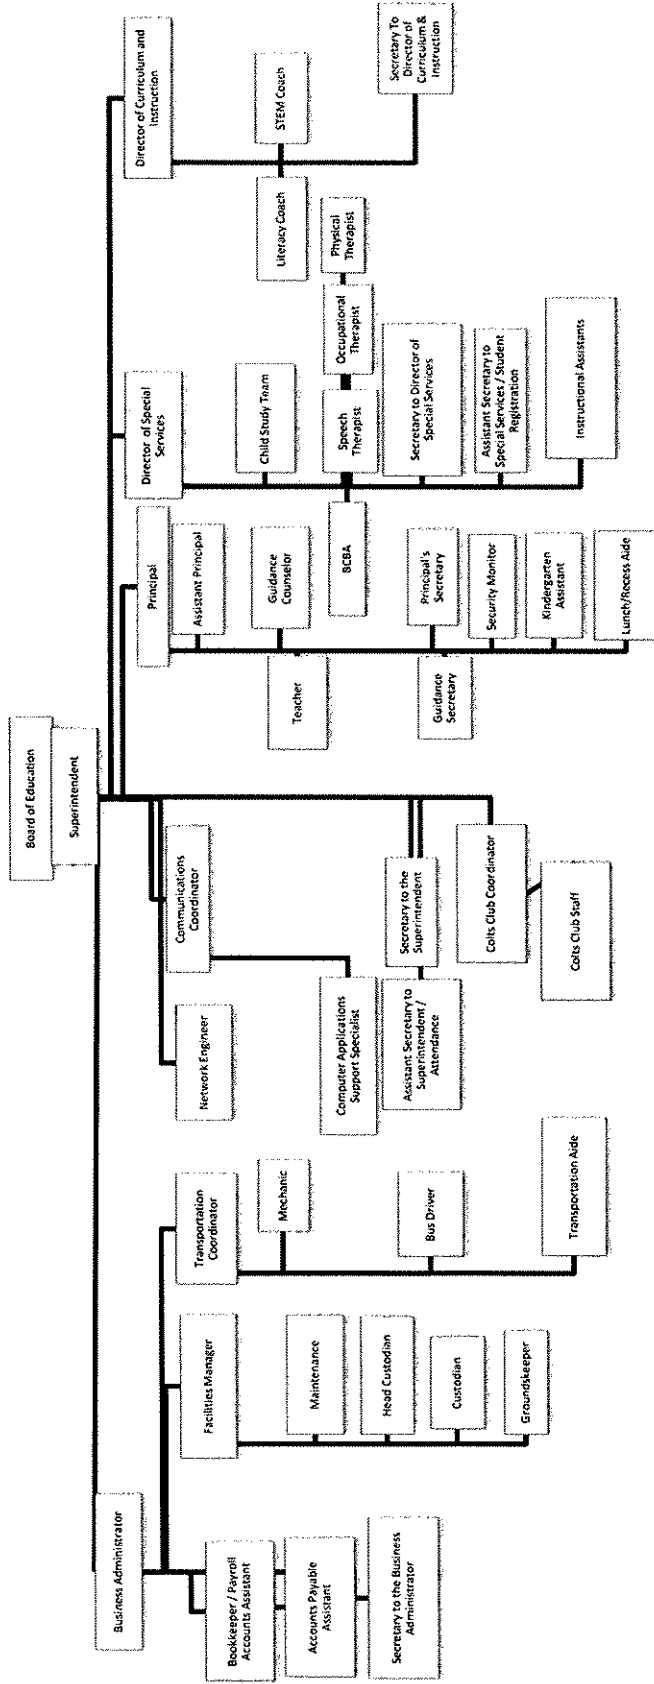 Board of Education
Superintendent
Business Administrator
Bookkeeper / Payroll
Accounts Assistant
Accounts Payable
Assistant
Secretary to the Business
Administrator
Facilities Manager
Maintenance
Head Custodian
Custodian
Groundskeeper
Transportation
Coordinator
Mechanic
Bus Driver
Transportation Aide
Network Engineer
Communications
Coordinator
Computer Applications
Support Specialist
Secretary to the
Superintendent
Assistant Secretary to
Superintendent /
Attendance
Colts Club Coordinator
Colts Club Staff
Principal
Assistant Principal
Guidance
Counselor
Teacher
Principal's
Secretary
Guidance
Secretary
Security Monitor
Kindergarten
Assistant
Lunch/Recess Aide
Director of Special
Services
Child Study Team
BCBA
Speech
Therapist
Occupational
Therapist
Physical
Therapist
Secretary to Director of
Special Services
Assistant Secretary to
Special Services / Student
Registration
Instructional Assistants
Director of Curriculum and
Instruction
Literacy Coach
STEM Coach
Secretary To
Director of
Curriculum &
Instruction